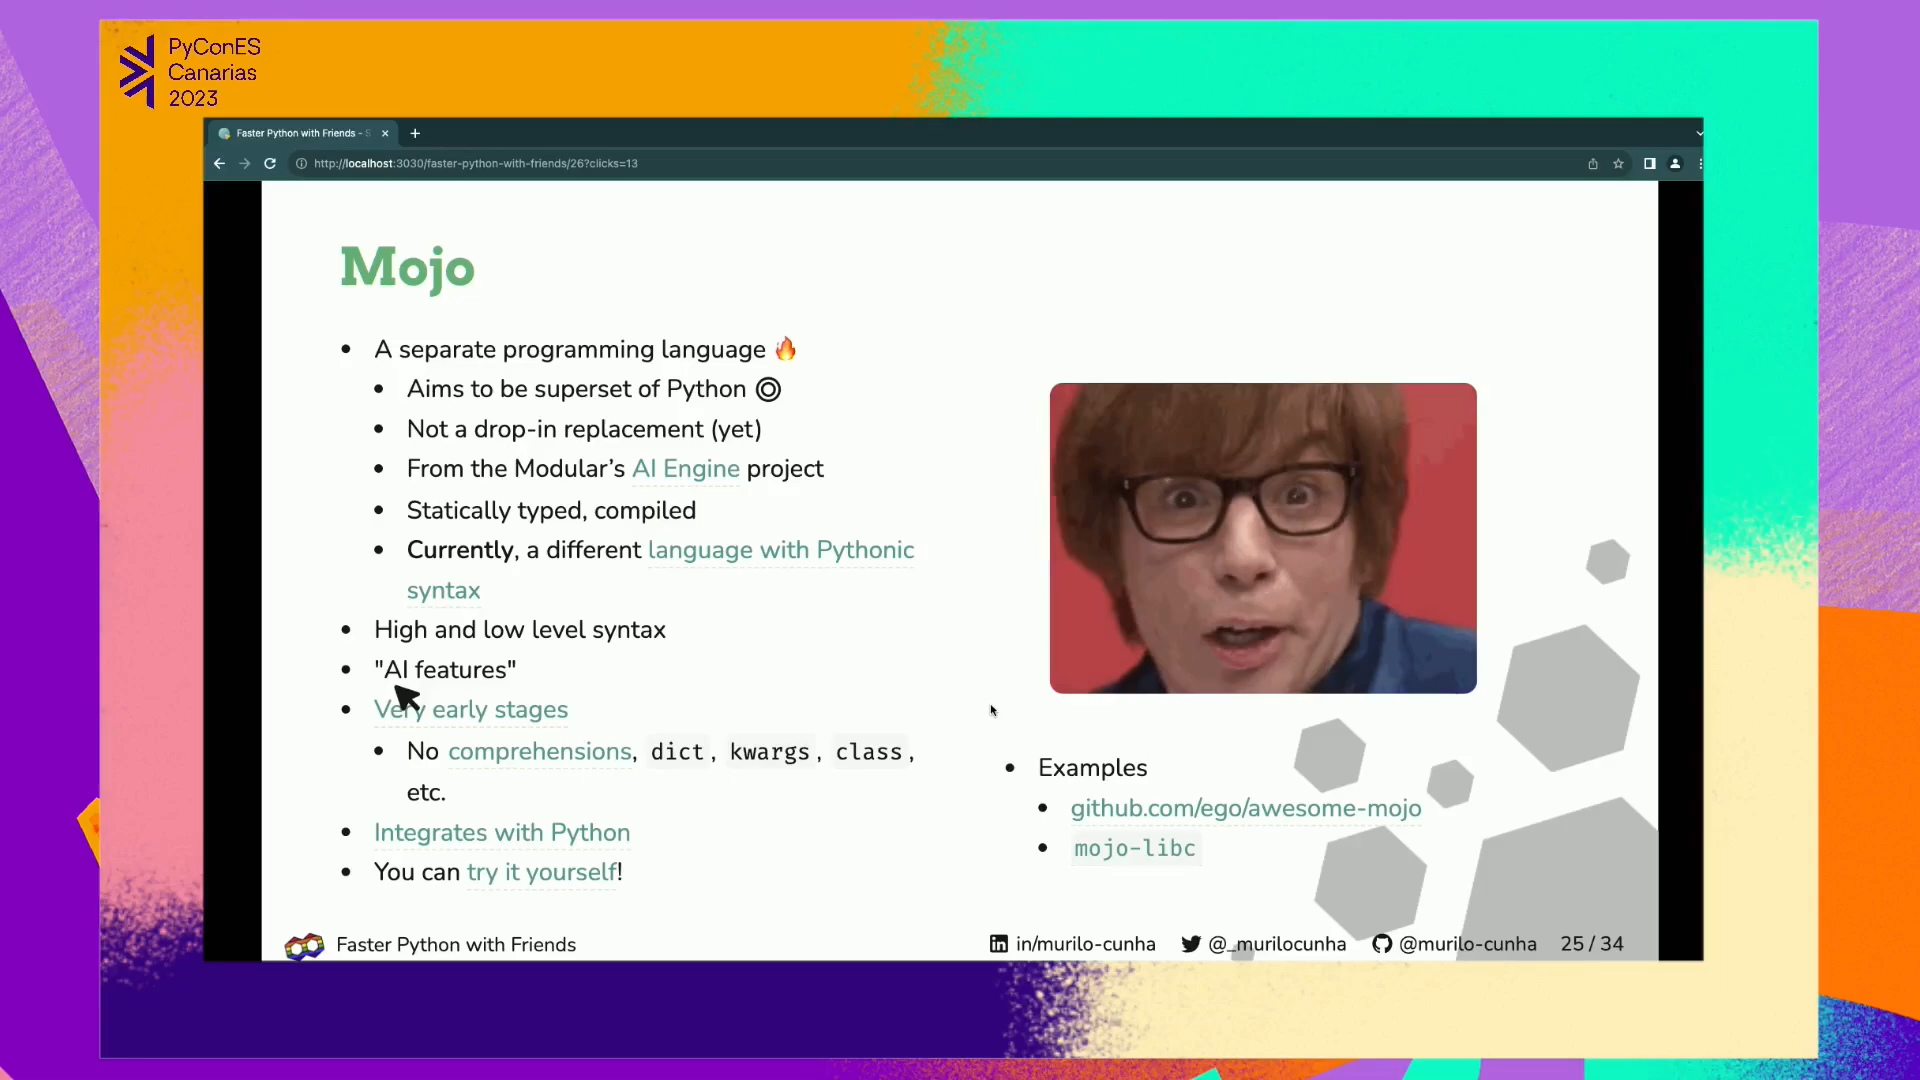 PyConES
Canarias
2023
Faster Python with Friends - S
http://localhost:3030/faster-python-with-friends/26?clicks=13
Mojo
A separate programming language 🔥
Aims to be superset of Python
Not a drop-in replacement (yet)
From the Modular’s AI Engine project
Statically typed, compiled
Currently, a different language with Pythonic
syntax
High and low level syntax
"AI features"
Very early stages
No comprehensions, dict, kwargs, class,
etc.
Integrates with Python
You can try it yourself!
Examples
github.com/ego/awesome-mojo
mojo-libc
Faster Python with Friends
in/murilo-cunha @_murilocunha @murilo-cunha 25 / 34